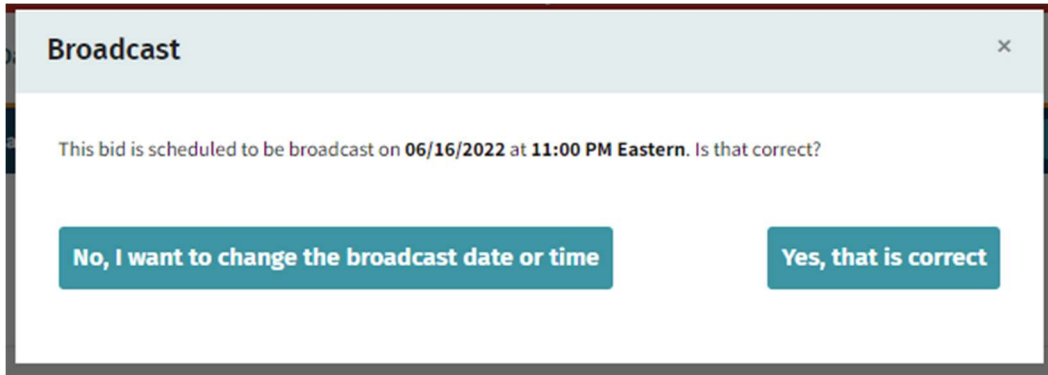 Broadcast
×
This bid is scheduled to be broadcast on 06/16/2022 at 11:00 PM Eastern. Is that correct?
No, I want to change the broadcast date or time
Yes, that is correct